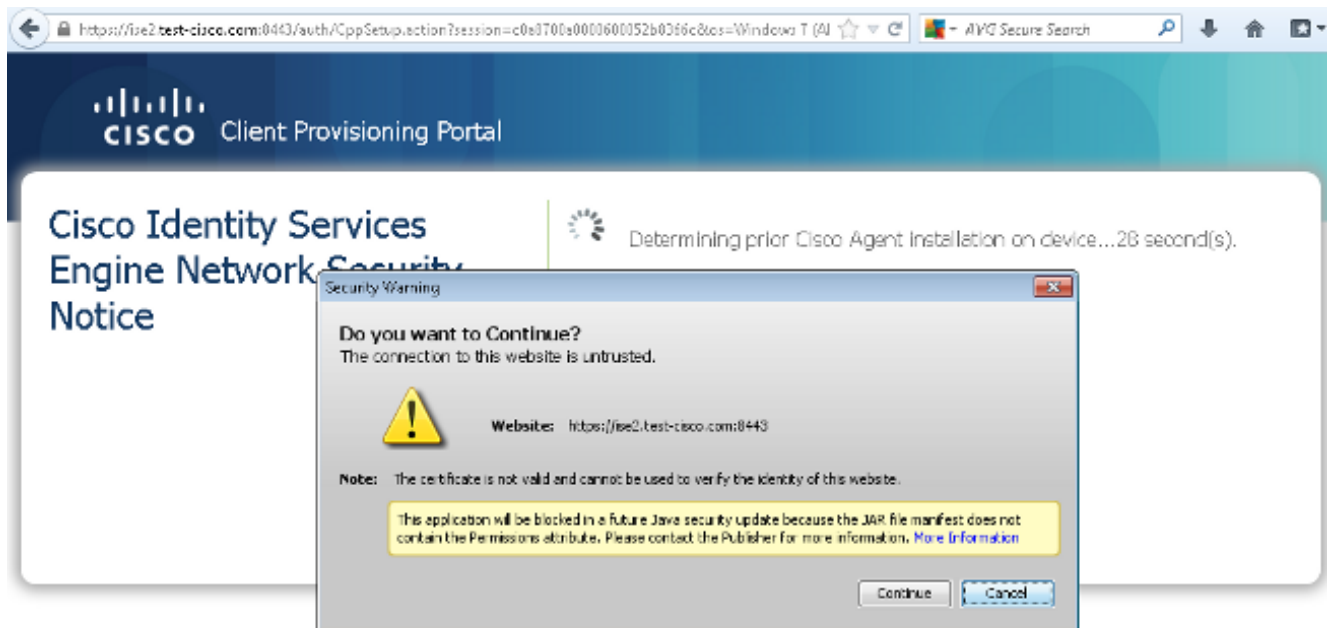 https://ise2.test-cisco.com:8443/auth/CppSetup.action?session= AVG Secure Search
CISCO Client Provisioning Portal
Cisco Identity Services
Engine Network Security
Notice
Determining prior Cisco Agent installation on device...28 second(s).
Security Warning
Do you want to Continue?
The connection to this website is untrusted.
Website: https://ise2.test-cisco.com:8443
Note: The certificate is not valid and cannot be used to verify the identity of this website.
This application will be blocked in a future Java security update because the JAR file manifest does not
contain the Permissions attribute. Please contact the Publisher for more information. More Information
Continue Cancel